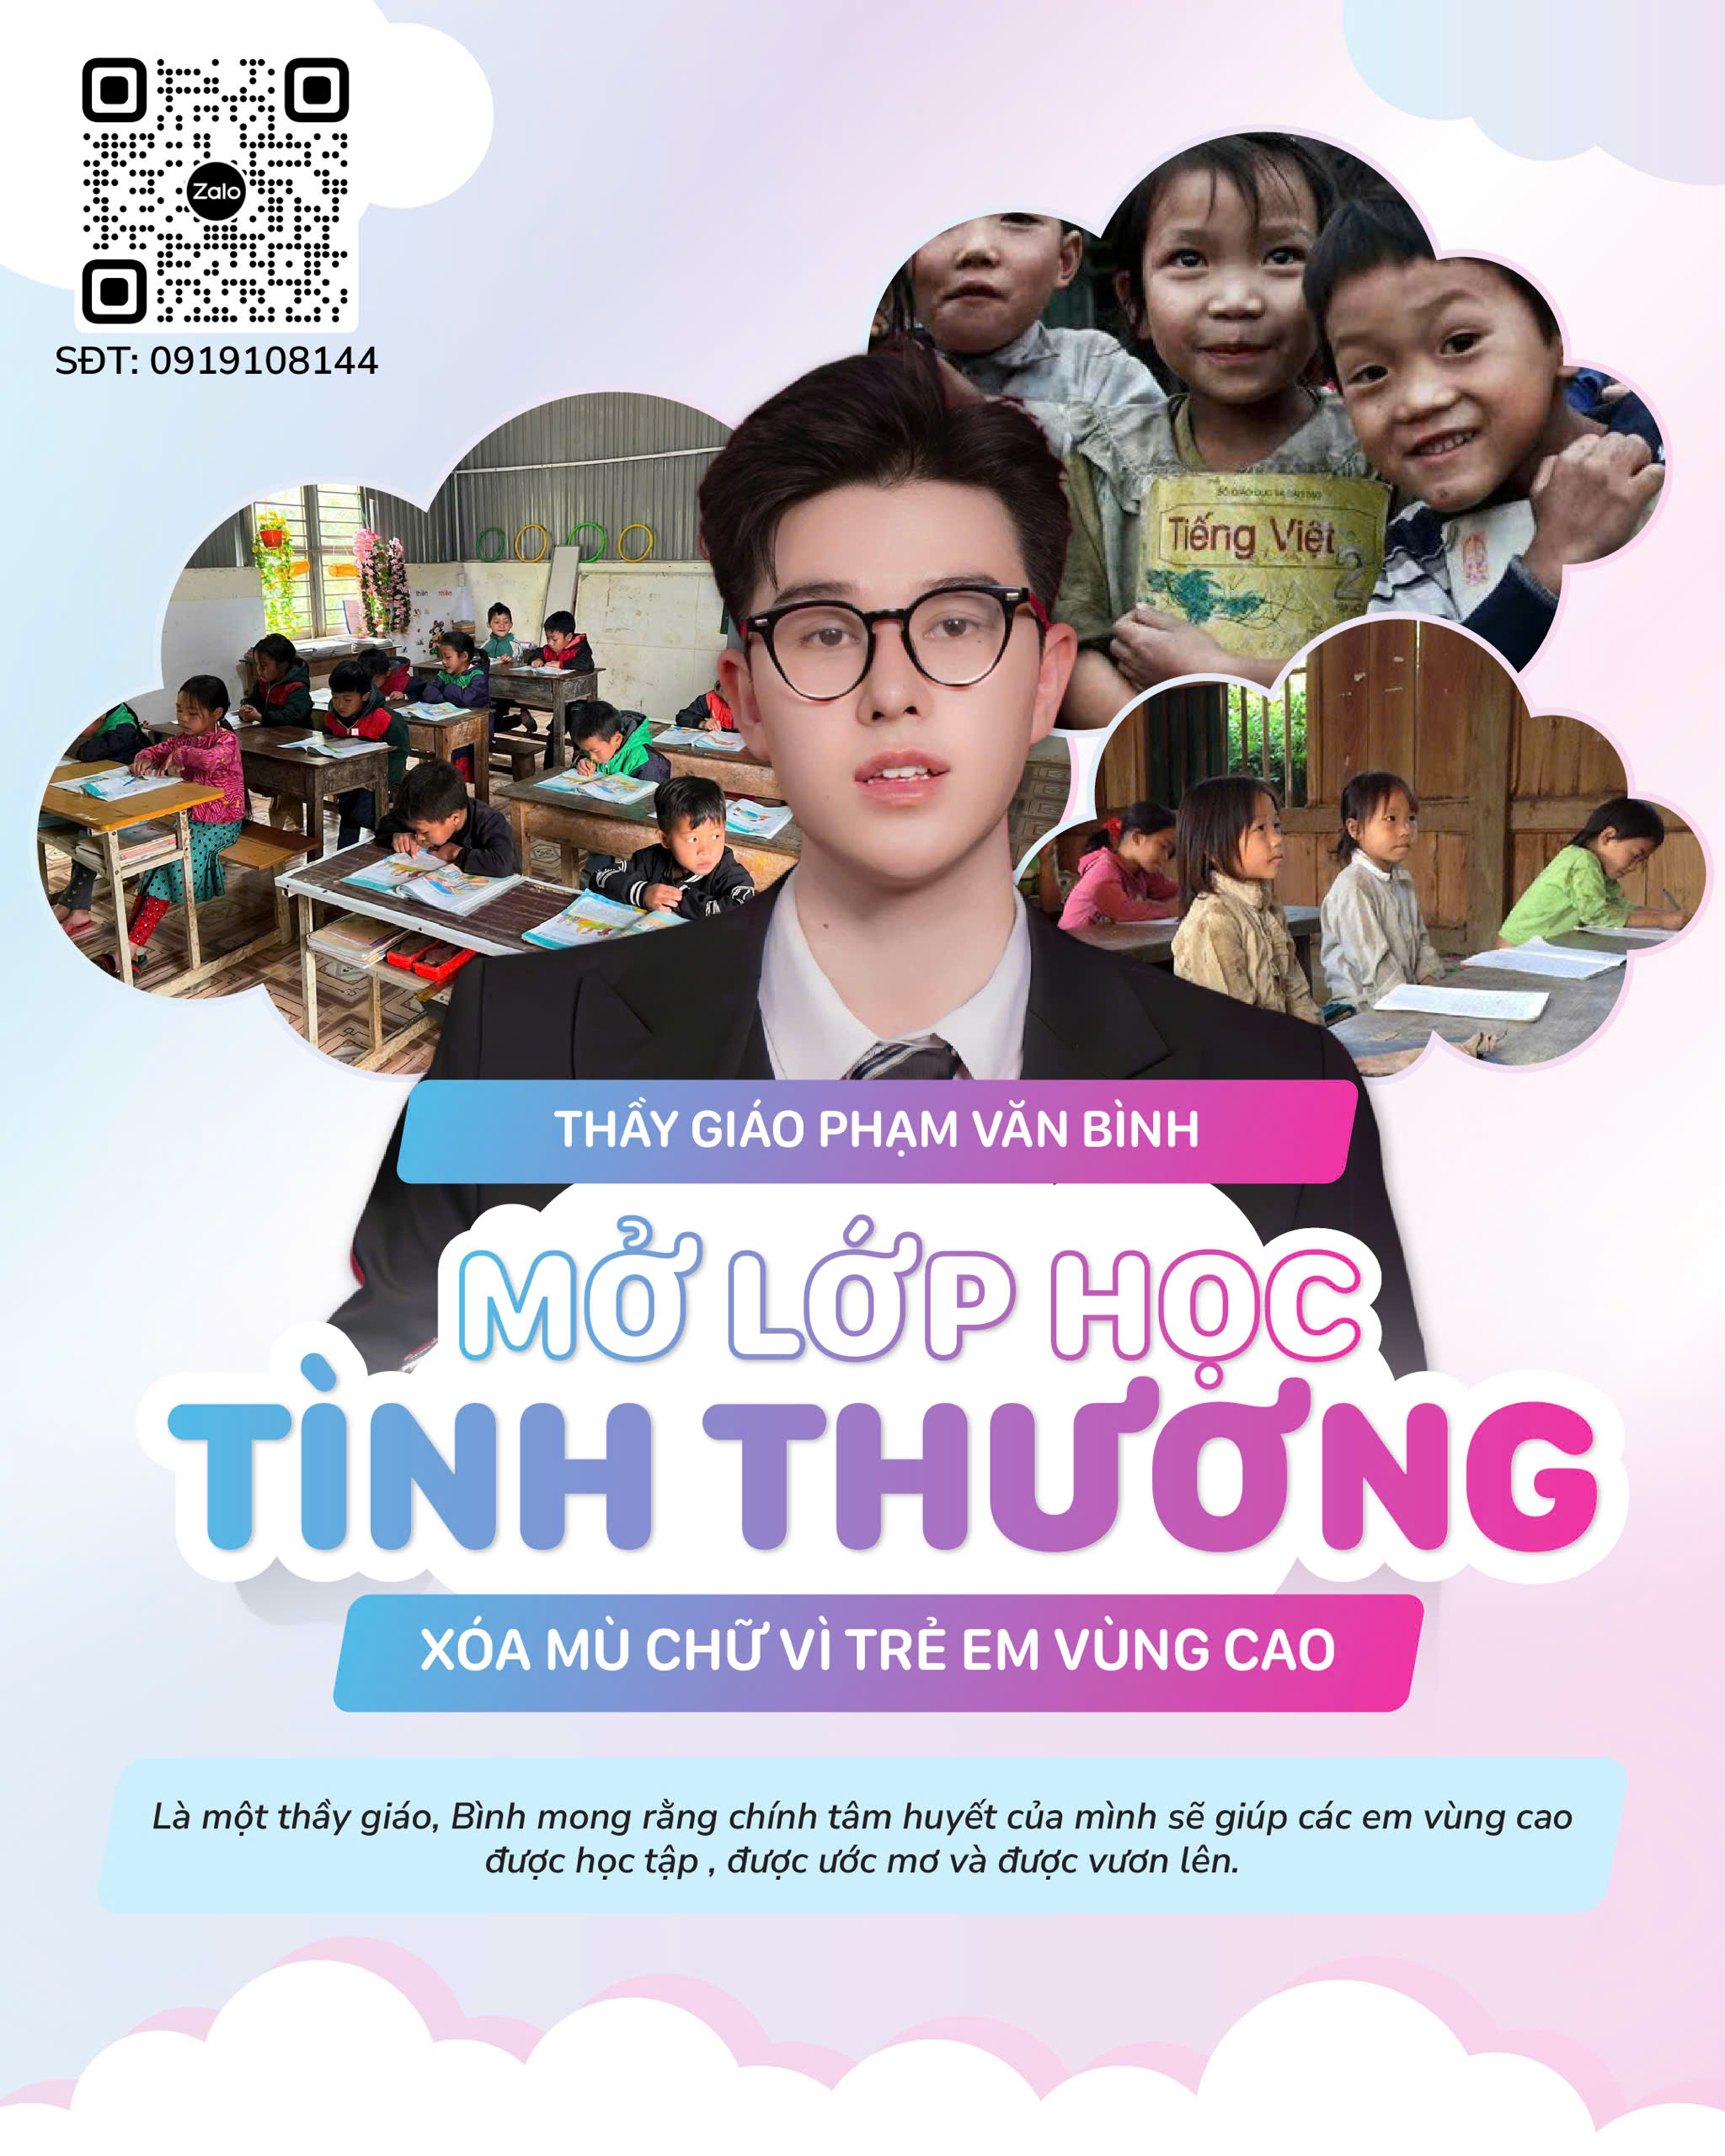 Zalo
SĐT: 0919108144
Tiếng Việt
2
THẦY GIÁO PHẠM VĂN BÌNH
MỞ LỚP HỌC
TÌNH THƯƠNG
XÓA MÙ CHỮ VÌ TRẺ EM VÙNG CAO
Là một thầy giáo, Bình mong rằng chính tâm huyết của mình sẽ giúp các em vùng cao
được học tập , được ước mơ và được vươn lên.